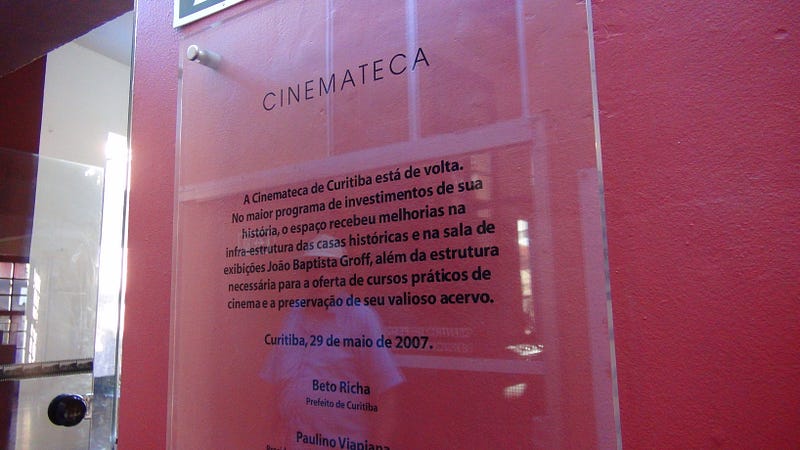 CINEMATECA
A Cinemateca de Curitiba está de volta.
No maior programa de investimentos de sua
história, o espaço recebeu melhorias na
infra-estrutura das casas históricas e na sala de
exibições João Baptista Groff, além da estrutura
necessária para a oferta de cursos práticos de
cinema e a preservação de seu valioso acervo.
Curitiba, 29 de maio de 2007.
Beto Richa
Prefeito de Curitiba
Paulino Viapiana